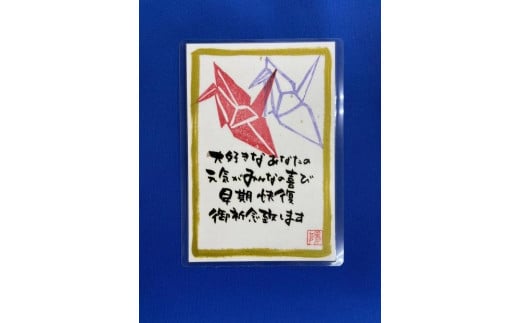 大好きなあなたの
元気がみんなの喜び
早期快復
御祈念致します